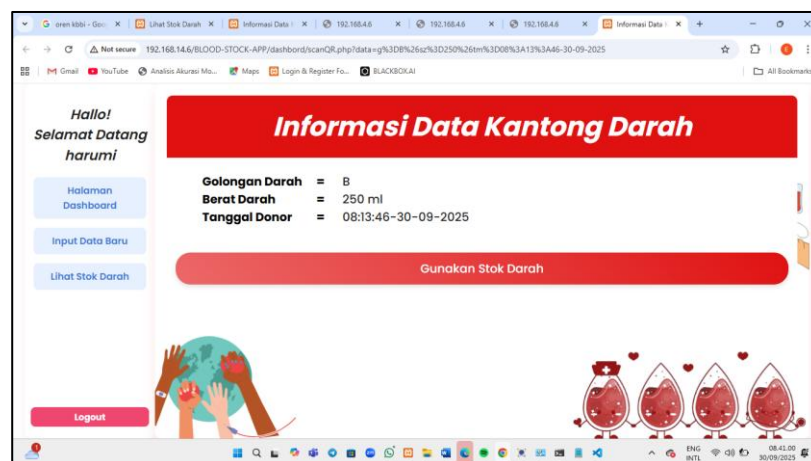 oren kbbi - Goo
Lihat Stok Darah
Informasi Data
192.168.4.6
192.168.4.6
192.168.4.6
Informasi Data
Not secure 192.168.14.6/BLOOD-STOCK-APP/dashbord/scanQR.php?data=g%3DB%26sz%3D250%26tm%3D08%3A13%3A46-30-09-2025
Gmail
YouTube
Analisis Akurasi Mo...
Maps
Login & Register Fo...
BLACKBOX.AI
All Bookmarks
Hallo!
Selamat Datang
harumi
Halaman
Dashboard
Input Data Baru
Lihat Stok Darah
Logout
Informasi Data Kantong Darah
Golongan Darah = B
Berat Darah = 250 ml
Tanggal Donor = 08:13:46-30-09-2025
Gunakan Stok Darah
ENG
INTL
08.41.00
30/09/2025